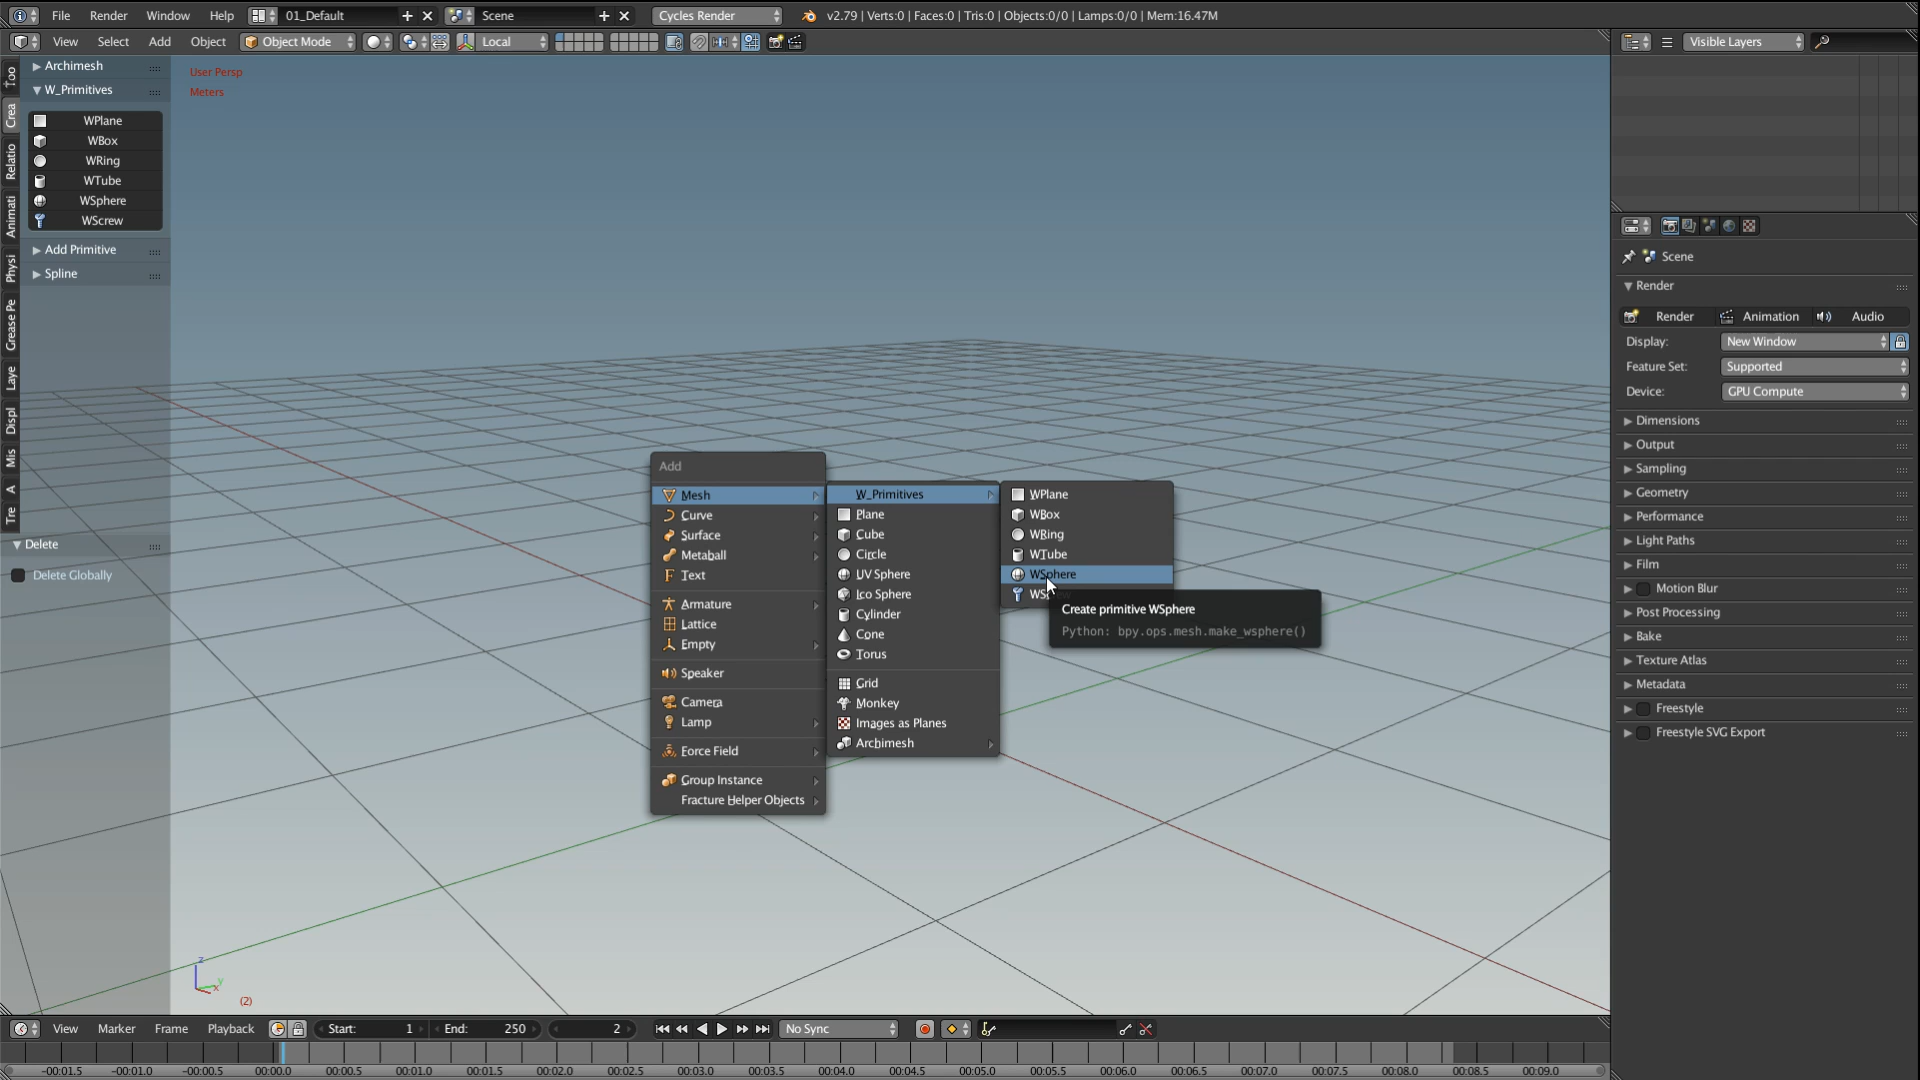 File Render Window Help 01_Default Scene Cycles Render v2.79 | Verts:0 | Faces:0 | Tris:0 | Objects:0/0 | Lamps:0/0 | Mem:16.47M
View Select Add Object Object Mode Local
Visible Layers
Too
Crea
Relatio
Animati
Physi
Grease Pe
Laye
Displ
Mis
A
Tre
Archimesh
W_Primitives
WPlane
WBox
WRing
WTube
WSphere
WScrew
Add Primitive
Spline
Delete
Delete Globally
User Persp
Meters
Add
Mesh
Curve
Surface
Metaball
Text
Armature
Lattice
Empty
Speaker
Camera
Lamp
Force Field
Group Instance
Fracture Helper Objects
W_Primitives
Plane
Cube
Circle
UV Sphere
Ico Sphere
Cylinder
Cone
Torus
Grid
Monkey
Images as Planes
Archimesh
WPlane
WBox
WRing
WTube
WSphere
Create primitive WSphere
Python: bpy.ops.mesh.make_wsphere()
z
y
x
(2)
Scene
Render
Render Animation Audio
Display: New Window
Feature Set: Supported
Device: GPU Compute
Dimensions
Output
Sampling
Geometry
Performance
Light Paths
Film
Motion Blur
Post Processing
Bake
Texture Atlas
Metadata
Freestyle
Freestyle SVG Export
View Marker Frame Playback Start: 1 End: 250 2 No Sync
-00:01.5 -00:01.0 -00:00.5 00:00.0 00:00.5 00:01.0 00:01.5 00:02.0 00:02.5 00:03.0 00:03.5 00:04.0 00:04.5 00:05.0 00:05.5 00:06.0 00:06.5 00:07.0 00:07.5 00:08.0 00:08.5 00:09.0